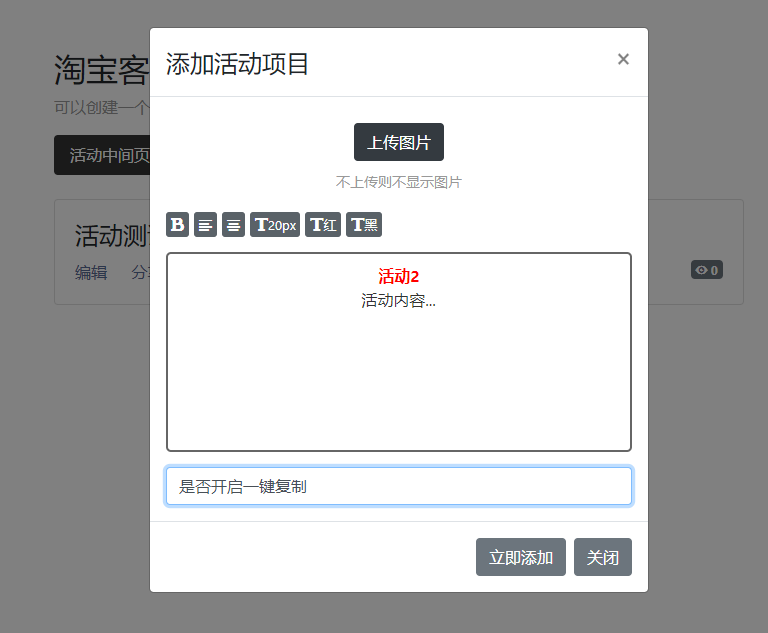 添加活动项目
×
淘宝客
可以创建一个
活动中间页
上传图片
不上传则不显示图片
B T20px T红 T黑
活动测
编辑 分
0
活动2
活动内容...
是否开启一键复制
立即添加 关闭